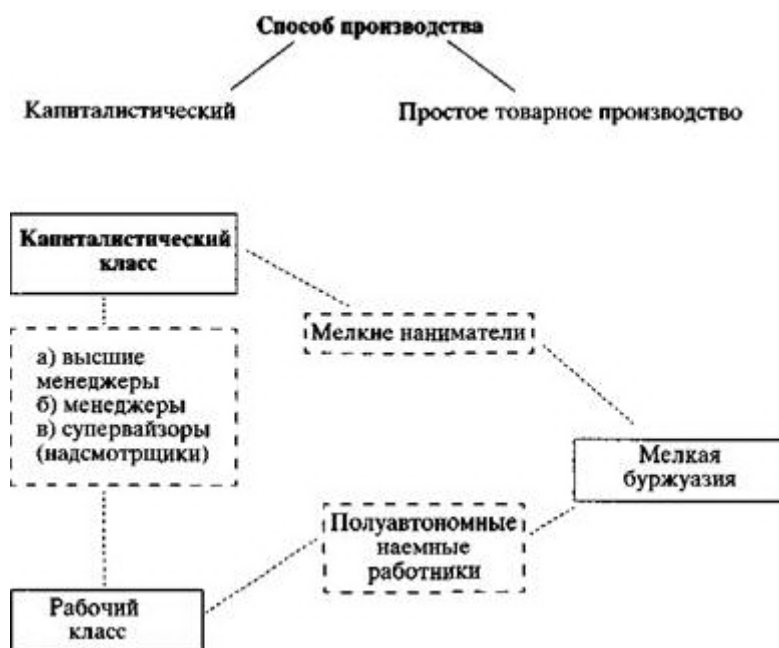 Способ производства
Капиталистический
Простое товарное производство
Капиталистический
класс
Мелкие наниматели
а) высшие
менеджеры
б) менеджеры
в) супервайзоры
(надсмотрщики)
Мелкая
буржуазия
Полуавтономные
наемные
работники
Рабочий
класс